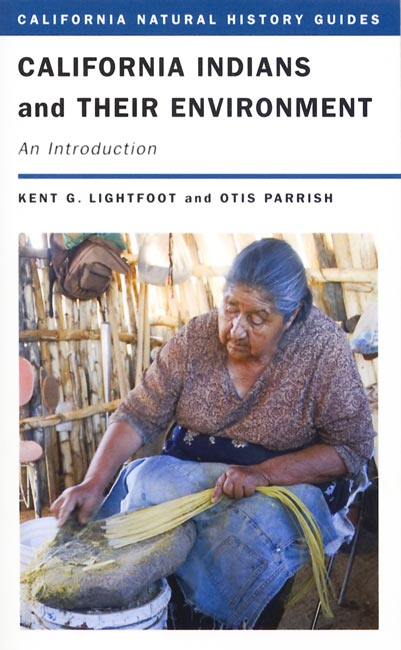 CALIFORNIA NATURAL HISTORY GUIDES
CALIFORNIA INDIANS
and THEIR ENVIRONMENT
An Introduction
KENT G. LIGHTFOOT and OTIS PARRISH